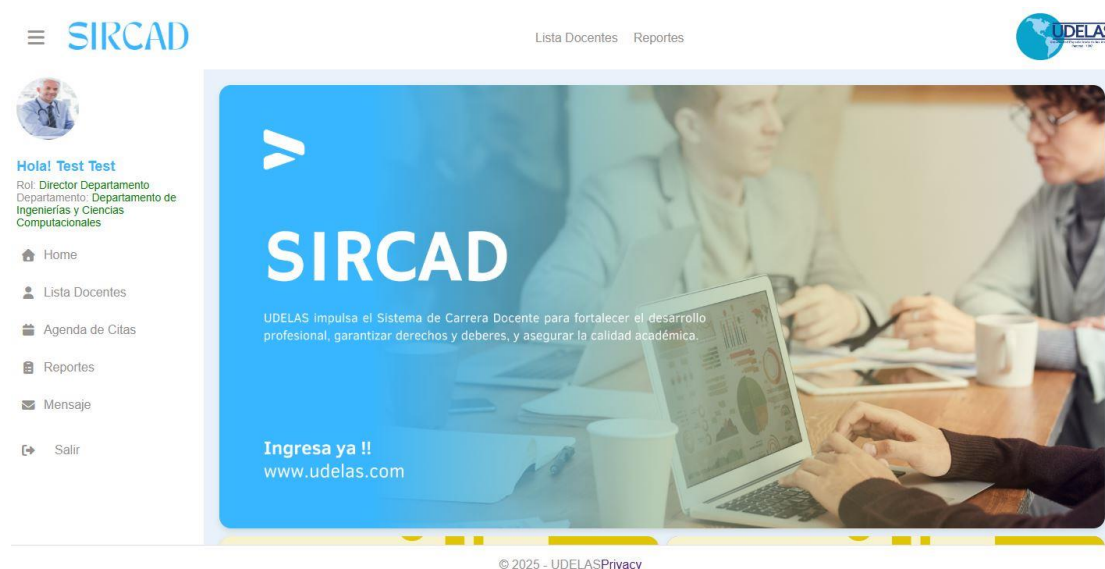 SIRCAD
Lista Docentes Reportes
UDELAS
Hola! Test Test
Rol: Director Departamento
Departamento: Departamento de
Ingenierías y Ciencias
Computacionales
Home
Lista Docentes
Agenda de Citas
Reportes
Mensaje
Salir
SIRCAD
UDELAS impulsa el Sistema de Carrera Docente para fortalecer el desarrollo
profesional, garantizar derechos y deberes, y asegurar la calidad académica.
Ingresa ya !!
www.udelas.com
© 2025 - UDELASPrivacy